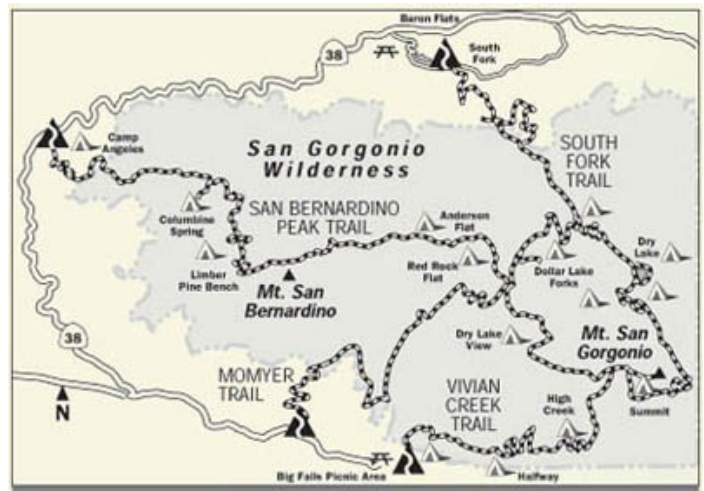 Baron Flats
38
South
Fork
Camp
Angeles
San Gorgonio
Wilderness
SOUTH
FORK
TRAIL
SAN BERNARDINO
PEAK TRAIL
Columbine
Spring
Anderson
Flat
Limber
Pine Bench
Red Rock
Flat
Dollar Lake
Forks
Dry
Lake
Mt. San
Bernardino
Dry Lake
View
Mt. San
Gorgonio
38
MOMYER
TRAIL
VIVIAN
CREEK
TRAIL
High
Creek
Summit
N
Big Falls Picnic Area
Halfway